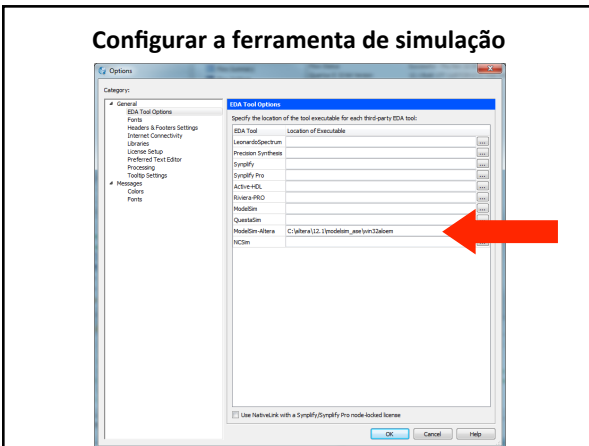 Configurar a ferramenta de simulação
Options
Category:
General
EDA Tool Options
Fonts
Headers & Footers Settings
Internet Connectivity
Libraries
License Setup
Preferred Text Editor
Processing
Tooltip Settings
Messages
Colors
Fonts
EDA Tool Options
Specify the location of the tool executable for each third-party EDA tool:
EDA Tool Location of Executable
LeonardoSpectrum ...
Precision Synthesis ...
Synplify ...
Synplify Pro ...
Active-HDL ...
Riviera-PRO ...
ModelSim ...
QuestaSim ...
ModelSim-Altera C:\altera\12.1\modelsim_ase\win32aloem
NCSim ...
Use NativeLink with a Synplify/Synplify Pro node-locked license
OK Cancel Help